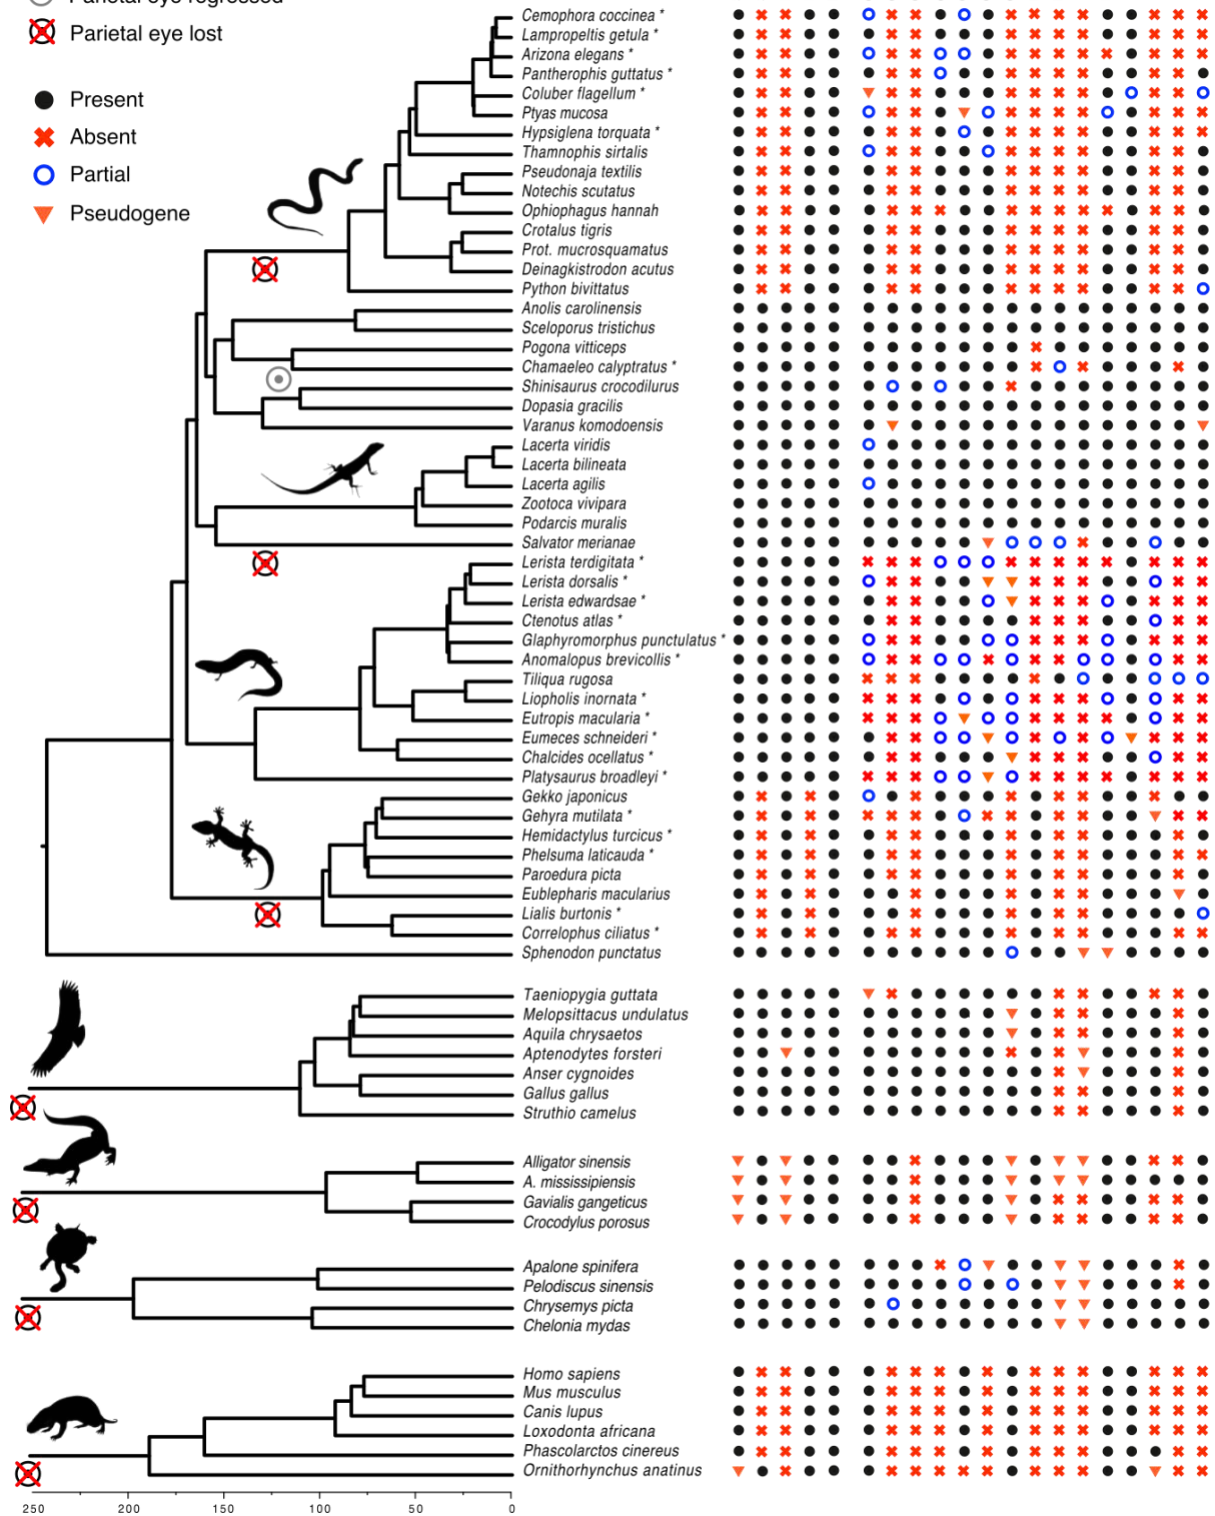 Parietal eye regressed
Parietal eye lost
Present
Absent
Partial
Pseudogene
Cemophora coccinea *
Lampropeltis getula *
Arizona elegans *
Pantherophis guttatus *
Coluber flagellum *
Ptyas mucosa
Hypsiglena torquata *
Thamnophis sirtalis
Pseudonaja textilis
Notechis scutatus
Ophiophagus hannah
Crotalus tigris
Prot. mucrosquamatus
Deinagkistrodon acutus
Python bivittatus
Anolis carolinensis
Sceloporus tristichus
Pogona vitticeps
Chamaeleo calyptratus *
Shinisaurus crocodilurus
Dopasia gracilis
Varanus komodoensis
Lacerta viridis
Lacerta bilineata
Lacerta agilis
Zootoca vivipara
Podarcis muralis
Salvator merianae
Lerista terdigitata *
Lerista dorsalis *
Lerista edwardsae *
Ctenotus atlas *
Glaphyromorphus punctulatus *
Anomalopus brevicollis *
Tiliqua rugosa
Liopholis inornata *
Eutropis macularia *
Eumeces schneideri *
Chalcides ocellatus *
Platysaurus broadleyi *
Gekko japonicus
Gehyra mutilata *
Hemidactylus turcicus *
Phelsuma laticauda *
Paroedura picta
Eublepharis macularius
Lialis burtonis *
Correlophus ciliatus *
Sphenodon punctatus
Taeniopygia guttata
Melopsittacus undulatus
Aquila chrysaetos
Aptenodytes forsteri
Anser cygnoides
Gallus gallus
Struthio camelus
Alligator sinensis
A. mississipiensis
Gavialis gangeticus
Crocodylus porosus
Apalone spinifera
Pelodiscus sinensis
Chrysemys picta
Chelonia mydas
Homo sapiens
Mus musculus
Canis lupus
Loxodonta africana
Phascolarctos cinereus
Ornithorhynchus anatinus
250 200 150 100 50 0